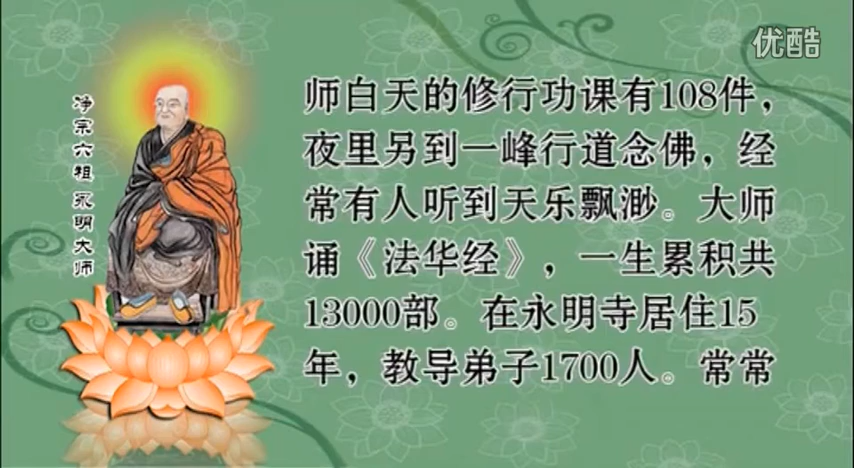 优酷
净宗六祖 永明大师
师白天的修行功课有108件，
夜里另到一峰行道念佛，经
常有人听到天乐飘渺。大师
诵《法华经》，一生累积共
13000部。在永明寺居住15
年，教导弟子1700人。常常